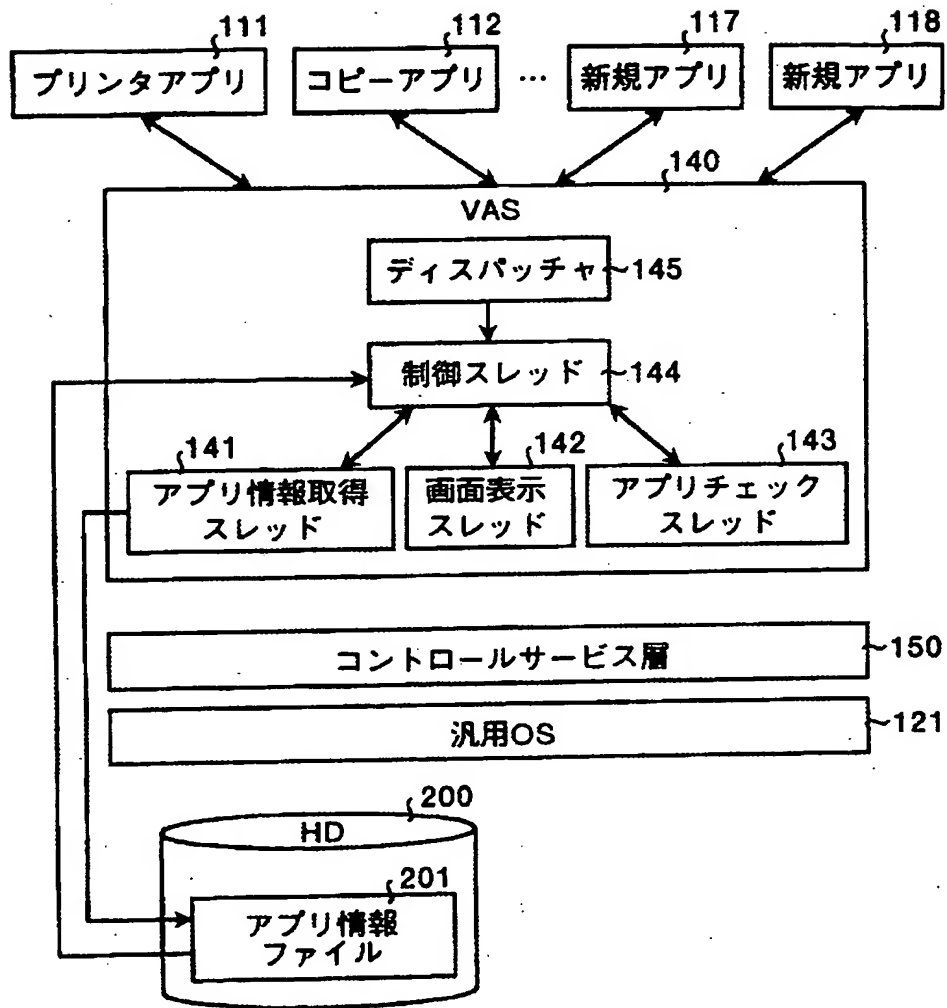 111
112
117
118
プリンタアプリ
コピーアプリ
…
新規アプリ
新規アプリ
140
VAS
ディスパッチャ
145
制御スレッド
144
141
142
143
アプリ情報取得
スレッド
画面表示
スレッド
アプリチェック
スレッド
コントロールサービス層
150
汎用OS
121
200
HD
201
アプリ情報
ファイル